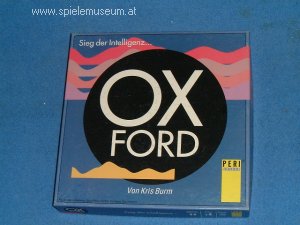 www.spielemuseum.at
Sieg der Intelligenz...
OX
FORD
Von Kris Burm
PERI